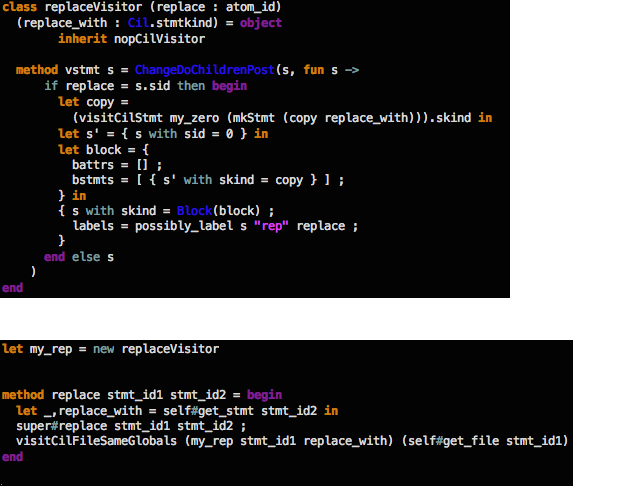 class replaceVisitor (replace : atom_id)
(replace_with : Cil.stmtkind) = object
inherit nopCilVisitor
method vstmt s = ChangeDoChildrenPost(s, fun s ->
if replace = s.sid then begin
let copy =
(visitCilStmt my_zero (mkStmt (copy replace_with))).skind in
let s' = { s with sid = 0 } in
let block = {
battrs = [] ;
bstmts = [ { s' with skind = copy } ] ;
} in
{ s with skind = Block(block) ;
labels = possibly_label s "rep" replace ;
}
end else s
)
end
let my_rep = new replaceVisitor
method replace stmt_id1 stmt_id2 = begin
let _,replace_with = self#get_stmt stmt_id2 in
super#replace stmt_id1 stmt_id2 ;
visitCilFileSameGlobals (my_rep stmt_id1 replace_with) (self#get_file stmt_id1)
end